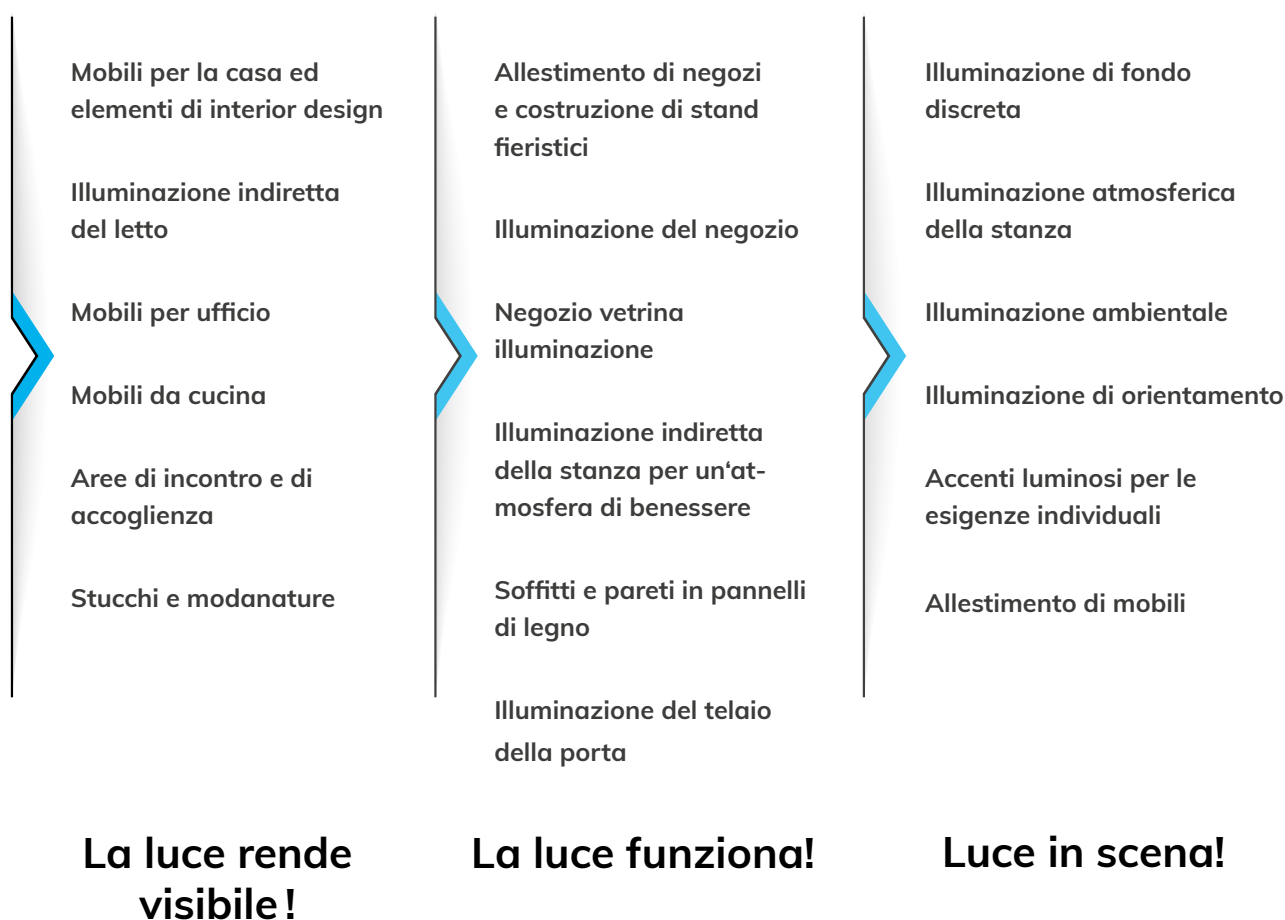 Mobili per la casa ed
elementi di interior design
Illuminazione indiretta
del letto
Mobili per ufficio
Mobili da cucina
Aree di incontro e di
accoglienza
Stucchi e modanature
La luce rende
visibile !
Allestimento di negozi
e costruzione di stand
fieristici
Illuminazione del negozio
Negozio vetrina
illuminazione
Illuminazione indiretta
della stanza per un‘at-
mosfera di benessere
Soffitti e pareti in pannelli
di legno
Illuminazione del telaio
della porta
La luce funziona!
Illuminazione di fondo
discreta
Illuminazione atmosferica
della stanza
Illuminazione ambientale
Illuminazione di orientamento
Accenti luminosi per le
esigenze individuali
Allestimento di mobili
Luce in scena!